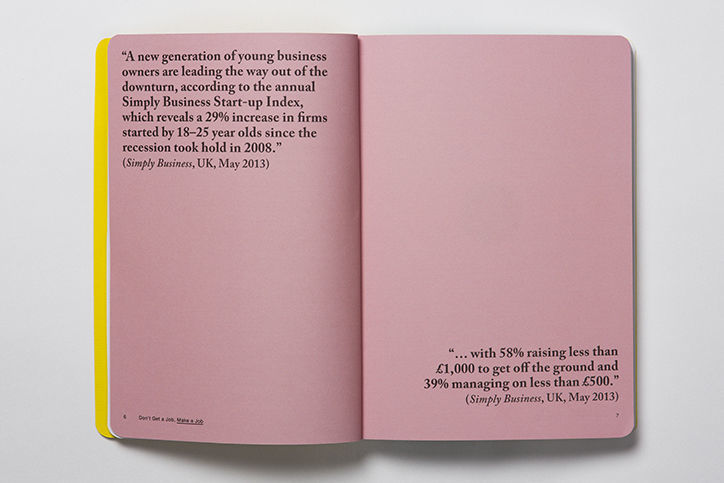 “A new generation of young business
owners are leading the way out of the
downturn, according to the annual
Simply Business Start-up Index,
which reveals a 29% increase in firms
started by 18–25 year olds since the
recession took hold in 2008.”
(Simply Business, UK, May 2013)
6 Don’t Get a Job, Make a Job
“… with 58% raising less than
£1,000 to get off the ground and
39% managing on less than £500.”
(Simply Business, UK, May 2013)
7